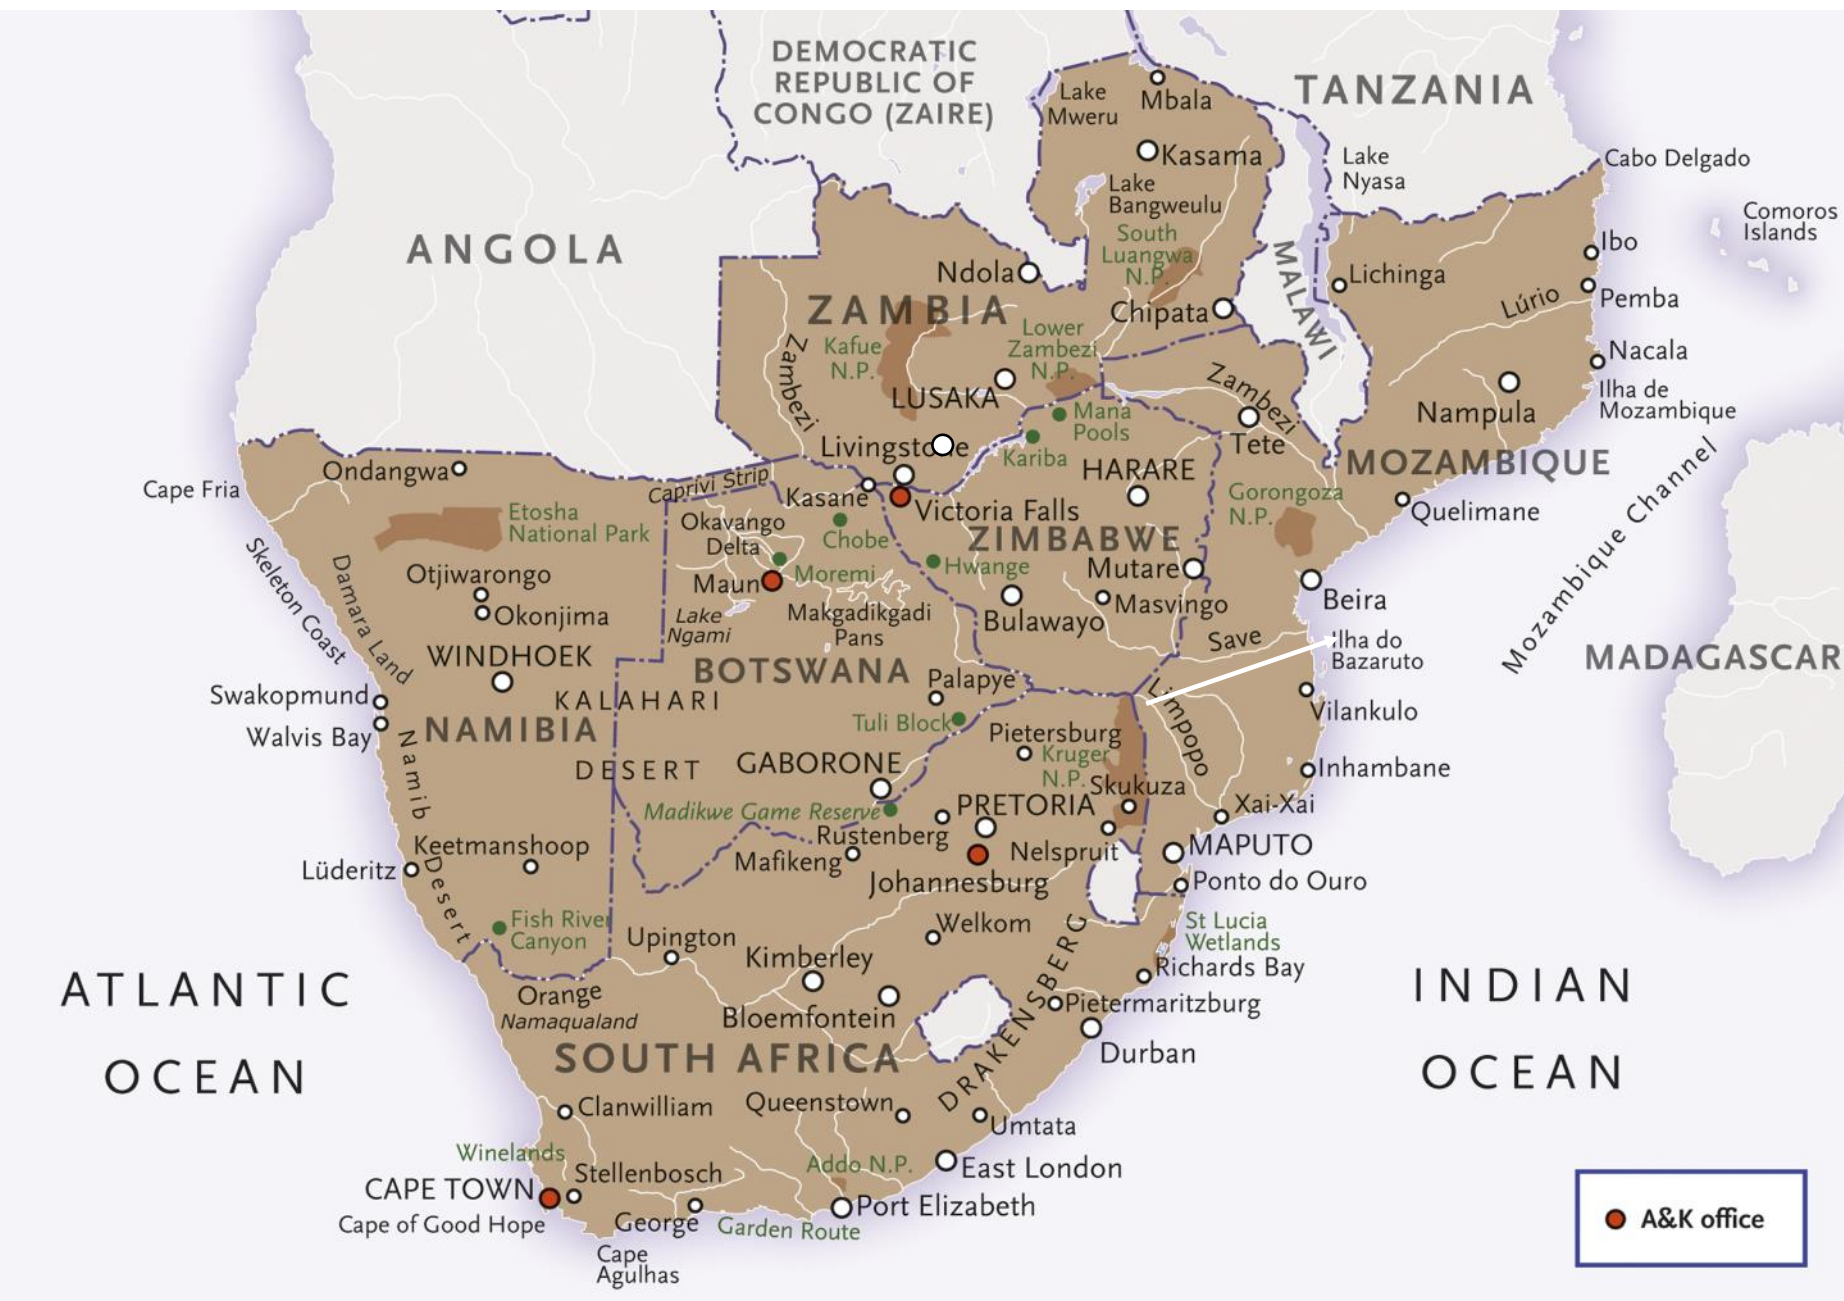 DEMOCRATIC
REPUBLIC OF
CONGO (ZAIRE)
TANZANIA
Lake
Mweru
Mbala
Kasama
Lake
Nyasa
Cabo Delgado
Lake
Bangweulu
Comoros
Islands
ANGOLA
South
Luangwa
N.P.
Ibo
Ndola
MALAWI
Lichinga
Lúrio
Pemba
ZAMBIA
Chipata
Kafue
N.P.
Lower
Zambezi
N.P.
Zambezi
Nacala
LUSAKA
Zambezi
Ilha de
Mozambique
Nampula
Mana
Pools
Tete
Livingstone
Kariba
HARARE
MOZAMBIQUE
Ondangwa
Cape Fria
Caprivi Strip
Kasane
Victoria Falls
Gorongoza
N.P.
Quelimane
Mozambique Channel
Etosha
National Park
Okavango
Delta
Chobe
ZIMBABWE
Skeleton Coast
Damara Land
Otjiwarongo
Okonjima
Maun
Moremi
Hwange
Mutare
Lake
Ngami
Makgadikgadi
Pans
Bulawayo
Masvingo
Beira
Save
Ilha do
Bazaruto
WINDHOEK
BOTSWANA
MADAGASCAR
Palapye
Swakopmund
KALAHARI
Limpopo
Vilankulo
Walvis Bay
NAMIBIA
Tuli Block
Pietersburg
Kruger
N.P.
Namib
DESERT
GABORONE
Inhambane
Skukuza
Madikwe Game Reserve
PRETORIA
Xai-Xai
Rustenberg
Keetmanshoop
Mafikeng
Nelspruit
MAPUTO
Lüderitz
Desert
Johannesburg
Ponto do Ouro
Fish River
Canyon
Welkom
St Lucia
Wetlands
Upington
Kimberley
Richards Bay
ATLANTIC
OCEAN
INDIAN
OCEAN
Orange
Namaqualand
Bloemfontein
DRAKENSBERG
Pietermaritzburg
SOUTH AFRICA
Durban
Clanwilliam
Queenstown
Umtata
Winelands
Stellenbosch
Addo N.P.
East London
CAPE TOWN
Cape of Good Hope
George
Garden Route
Port Elizabeth
Cape
Agulhas
A&K office